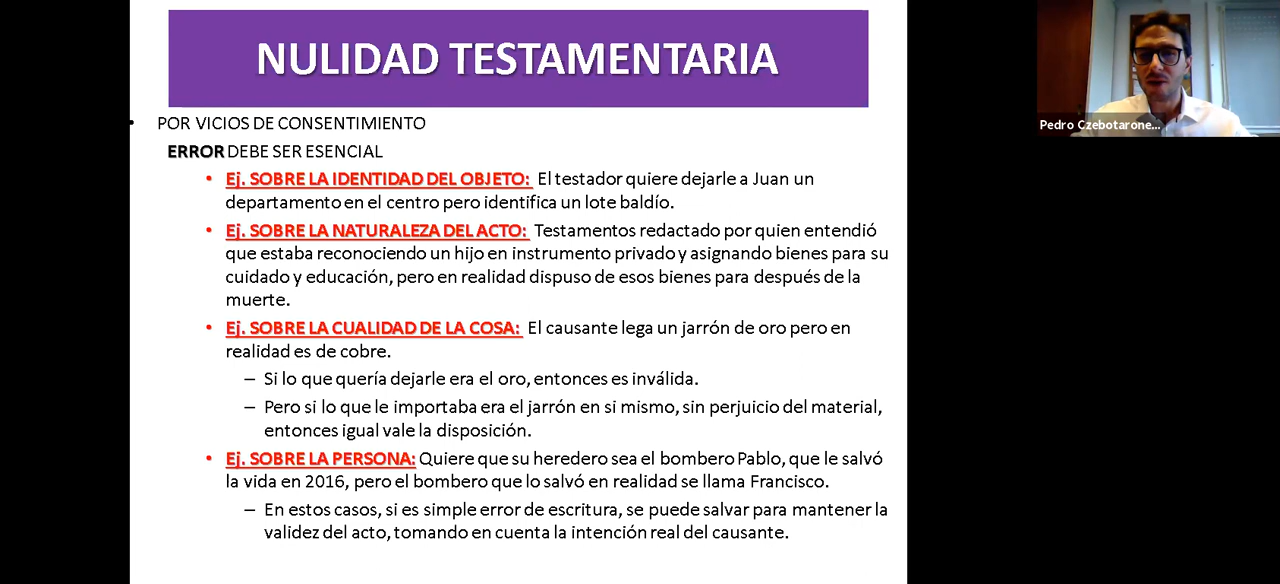 NULIDAD TESTAMENTARIA
• POR VICIOS DE CONSENTIMIENTO
ERROR DEBE SER ESENCIAL
• Ej. SOBRE LA IDENTIDAD DEL OBJETO: El testador quiere dejarle a Juan un
departamento en el centro pero identifica un lote baldío.
• Ej. SOBRE LA NATURALEZA DEL ACTO: Testamentos redactado por quien entendió
que estaba reconociendo un hijo en instrumento privado y asignando bienes para su
cuidado y educación, pero en realidad dispuso de esos bienes para después de la
muerte.
• Ej. SOBRE LA CUALIDAD DE LA COSA: El causante lega un jarrón de oro pero en
realidad es de cobre.
– Si lo que quería dejarle era el oro, entonces es inválida.
– Pero si lo que le importaba era el jarrón en si mismo, sin perjuicio del material,
entonces igual vale la disposición.
• Ej. SOBRE LA PERSONA: Quiere que su heredero sea el bombero Pablo, que le salvó
la vida en 2016, pero el bombero que lo salvó en realidad se llama Francisco.
– En estos casos, si es simple error de escritura, se puede salvar para mantener la
validez del acto, tomando en cuenta la intención real del causante.
Pedro Czebotarone...